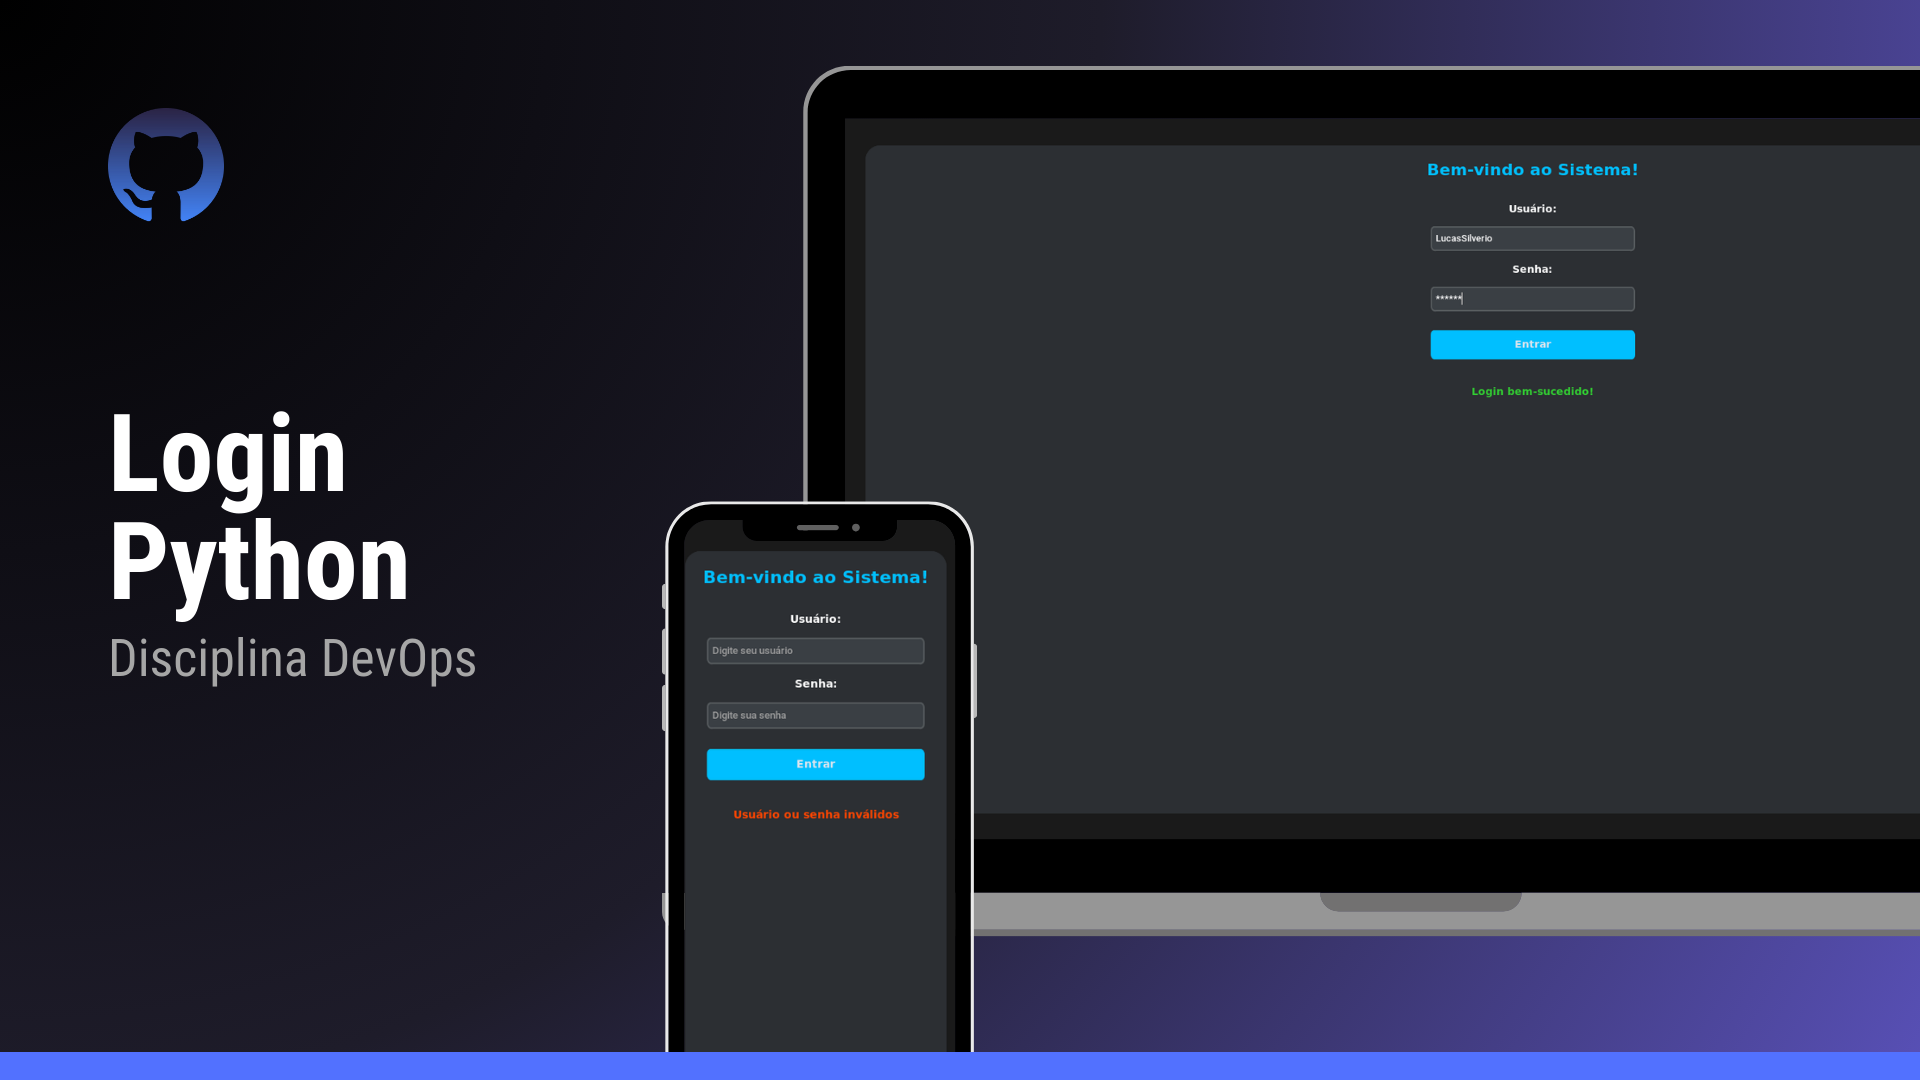 Login
Python
Disciplina DevOps
Bem-vindo ao Sistema!
Usuário:
LucasSilverio
Senha:
******
Entrar
Login bem-sucedido!
Bem-vindo ao Sistema!
Usuário:
Digite seu usuário
Senha:
Digite sua senha
Entrar
Usuário ou senha inválidos